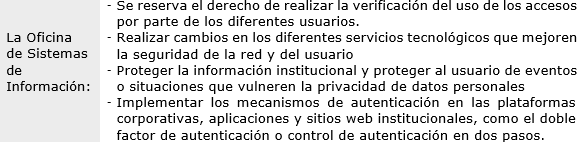 - Se reserva el derecho de realizar la verificación del uso de los accesos
por parte de los diferentes usuarios.
La Oficina
de Sistemas
de
Información:
- Realizar cambios en los diferentes servicios tecnológicos que mejoren
la seguridad de la red y del usuario
- Proteger la información institucional y proteger al usuario de eventos
o situaciones que vulneren la privacidad de datos personales
- Implementar los mecanismos de autenticación en las plataformas
corporativas, aplicaciones y sitios web institucionales, como el doble
factor de autenticación o control de autenticación en dos pasos.